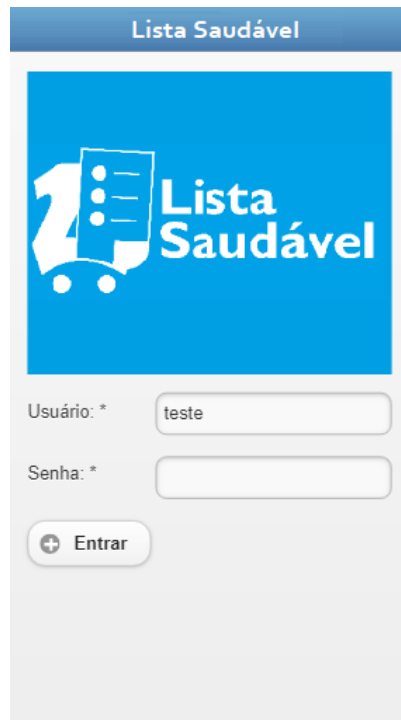 Lista Saudável
Lista
Saudável
Usuário: *
teste
Senha: *
Entrar